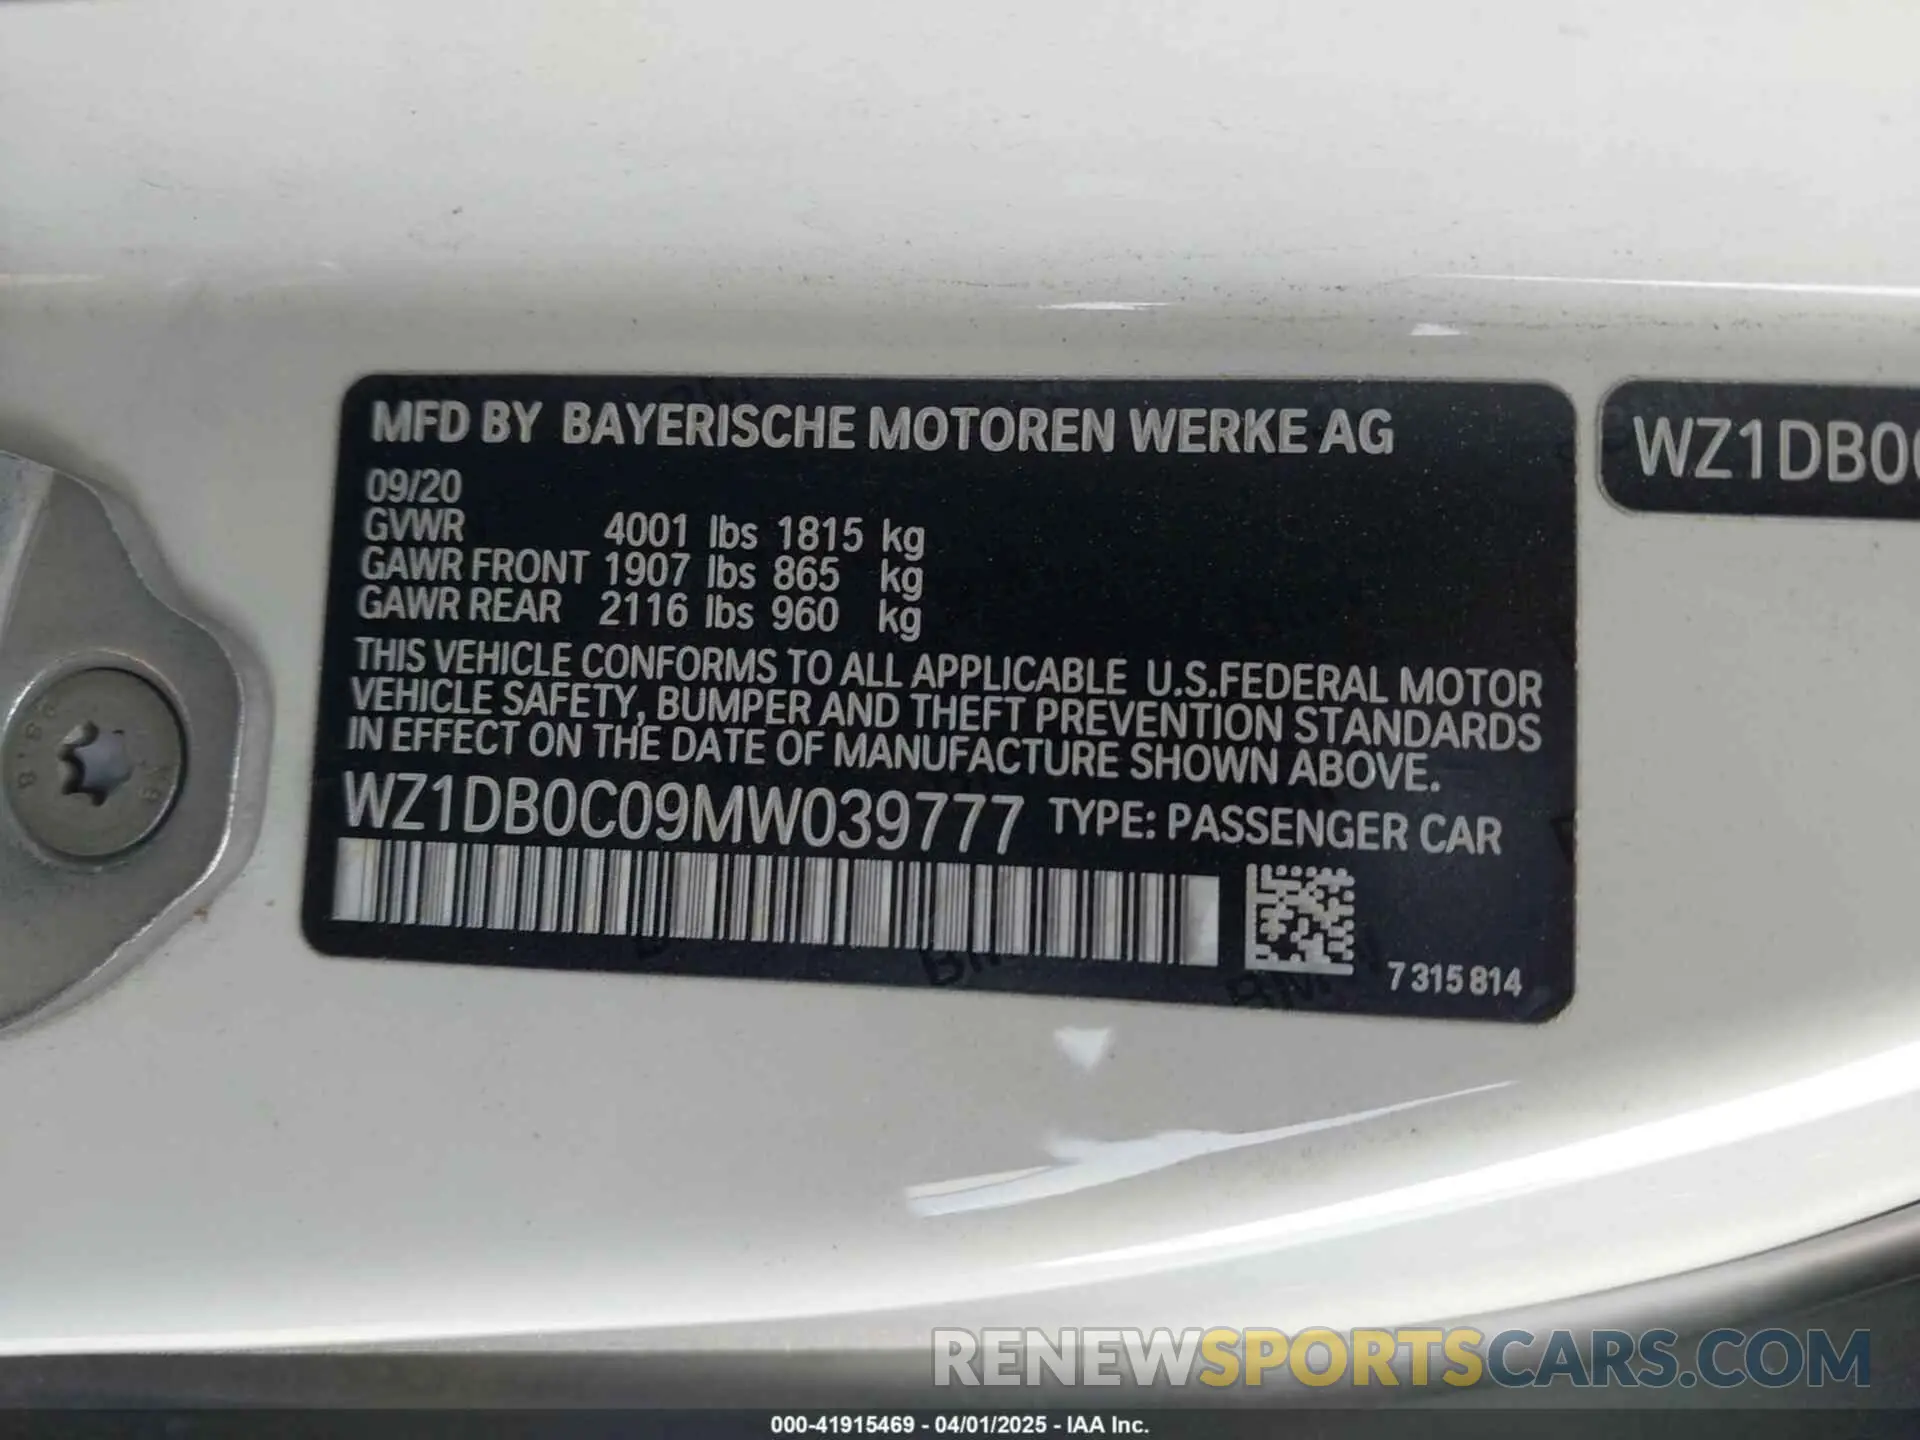 MFD BY BAYERISCHE MOTOREN WERKE AG
09/20
GVWR 4001 lbs 1815 kg
GAWR FRONT 1907 lbs 865 kg
GAWR REAR 2116 lbs 960 kg
THIS VEHICLE CONFORMS TO ALL APPLICABLE U.S.FEDERAL MOTOR
VEHICLE SAFETY, BUMPER AND THEFT PREVENTION STANDARDS
IN EFFECT ON THE DATE OF MANUFACTURE SHOWN ABOVE.
WZ1DB0C09MW039777 TYPE: PASSENGER CAR
7 315 814
WZ1DB0
RENEWSPORTSCARS.COM
000-41915469 - 04/01/2025 - IAA Inc.